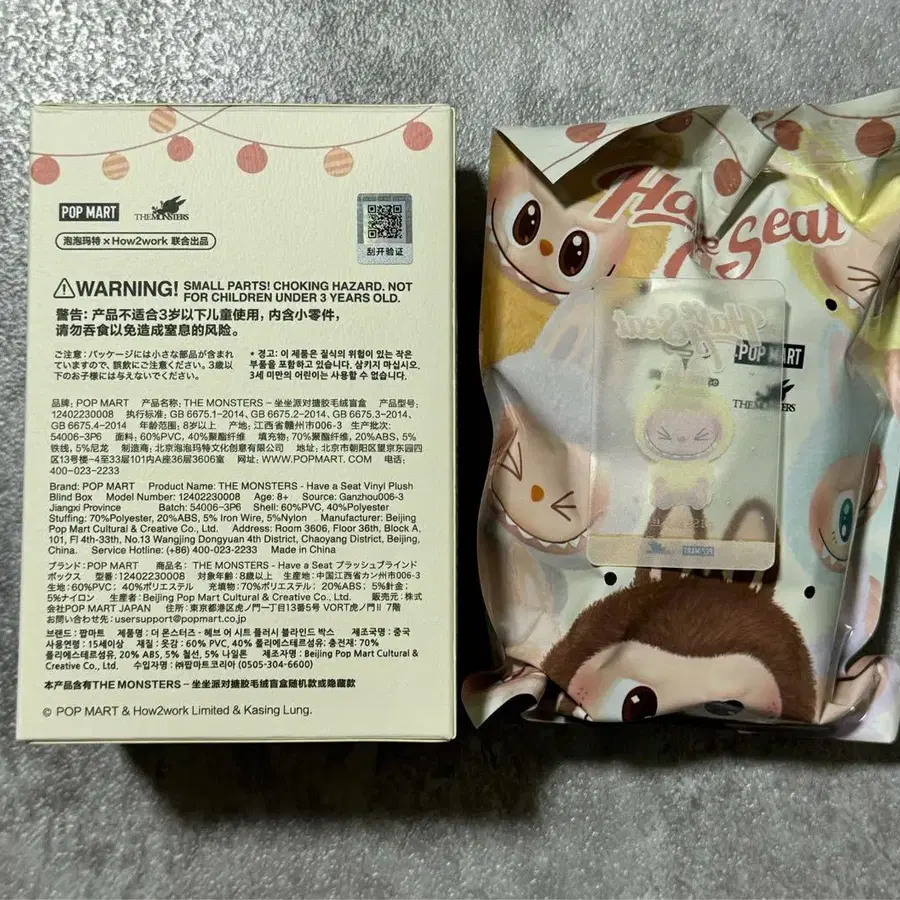 POP MART
THE MONSTERS
泡泡玛特 × How2work 联合出品
刮开验证
WARNING! SMALL PARTS! CHOKING HAZARD. NOT
FOR CHILDREN UNDER 3 YEARS OLD.
警告：产品不适合3岁以下儿童使用，内含小零件，
请勿吞食以免造成窒息的风险。
ご注意：パッケージには小さな部品が含まれ
ていますので、誤飲にご注意ください。3歳以
下のお子様には与えないでください。
* 경고: 이 제품은 질식의 위험이 있는 작은
부품을 포함하고 있습니다. 삼키지 마십시오.
3세 미만의 어린이는 사용할 수 없습니다.
品牌：POP MART 产品名称：THE MONSTERS – 坐坐派对搪胶毛绒盲盒 产品型号：
12402230008 执行标准：GB 6675.1–2014、GB 6675.2–2014、GB 6675.3–2014、
GB 6675.4–2014 年龄范围：8岁以上 产地：江西省赣州市006-3 生产批次：
54006-3P6 面料：60%PVC, 40%聚酯纤维 填充物：70%聚酯纤维，20%ABS，5%
铁线，5%尼龙 制造商：北京泡泡玛特文化创意有限公司 地址：北京市朝阳区望京东园四
区13号楼-4至33层101内A座36层3606室 网址：WWW.POPMART.COM 电话：
400-023-2233
Brand: POP MART Product Name: THE MONSTERS - Have a Seat Vinyl Plush
Blind Box Model Number: 12402230008 Age: 8+ Source: Ganzhou006-3
Jiangxi Province Batch: 54006-3P6 Shell: 60%PVC, 40%Polyester
Stuffing: 70%Polyester, 20%ABS, 5% Iron Wire, 5%Nylon Manufacturer: Beijing
Pop Mart Cultural & Creative Co., Ltd. Address: Room 3606, Floor 36th, Block A,
101, Fl 4th-33th, No.13 Wangjing Dongyuan 4th District, Chaoyang District, Beijing,
China. Service Hotline: (+86) 400-023-2233 Made in China
ブランド：POP MART 商品名：THE MONSTERS - Have a Seat プラッシュブラインド
ボックス 型番：12402230008 対象年齢：8歳以上 生産地：中国江西省カン州市006-3
生地：60%PVC；40%ポリエステル 充填物：70%ポリエステル；20%ABS；5%針金；
5%ナイロン 生産者：Beijing Pop Mart Cultural & Creative Co., Ltd. 販売元：株式
会社POP MART JAPAN 住所：東京都港区虎ノ門一丁目13番5号 VORT虎ノ門Ⅱ 7階
お問い合わせ先：usersupport@popmart.co.jp
브랜드 : 팝마트 제품명 : 더 몬스터즈 - 헤브 어 시트 플러시 블라인드 박스 제조국명 : 중국
사용연령 : 15세이상 재질: 옷감: 60% PVC, 40% 폴리에스테르섬유; 충전재: 70%
폴리에스테르섬유, 20% ABS, 5% 철선, 5% 나일론 제조자명 : Beijing Pop Mart Cultural &
Creative Co., Ltd. 수입자명 : ㈜팝마트코리아 (0505-304-6600)
本产品含有THE MONSTERS – 坐坐派对搪胶毛绒盲盒随机款或隐藏款
© POP MART & How2work Limited & Kasing Lung.
Seat
Have a Seat
POP MART
THE MONSTERS
POP MART